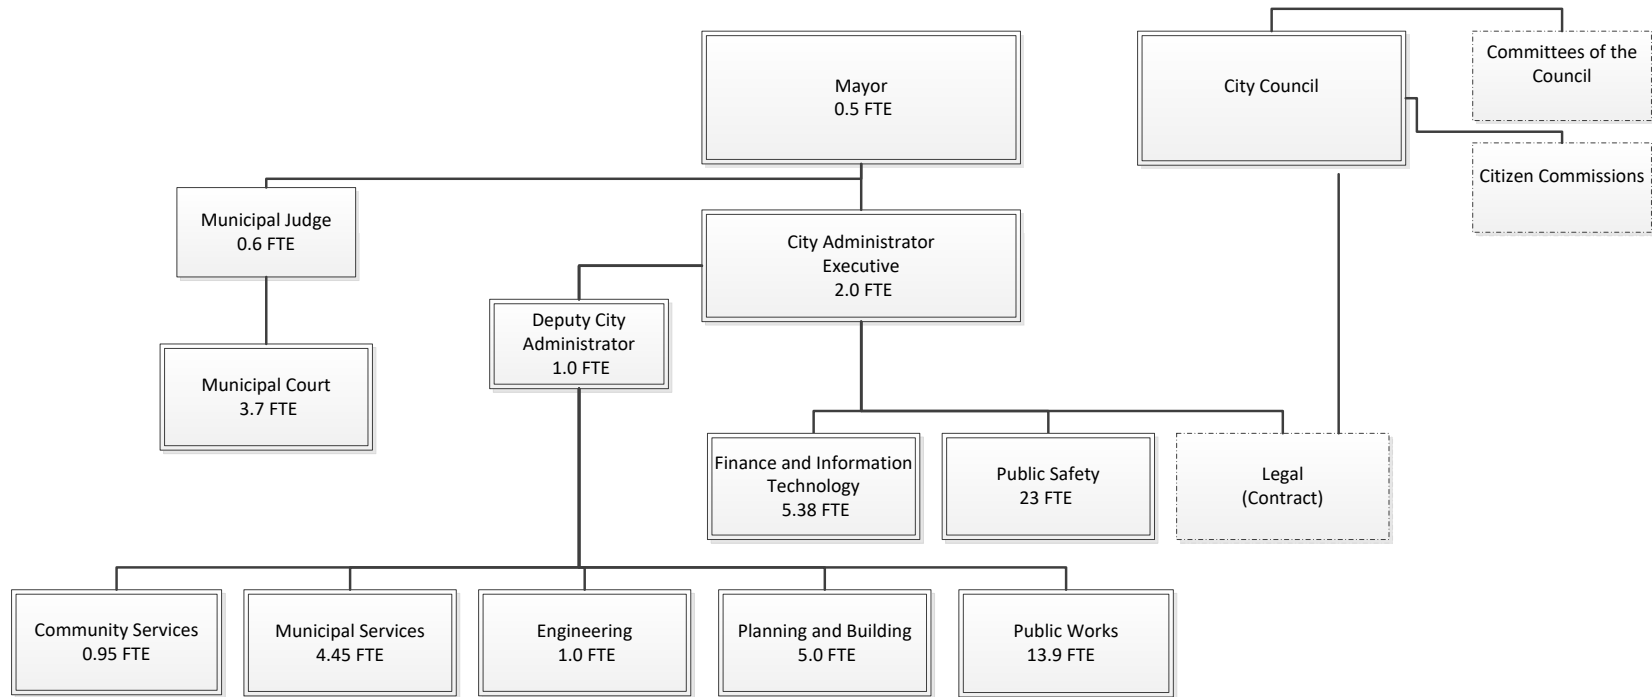 Mayor
0.5 FTE
City Council
Committees of the
Council
Citizen Commissions
Municipal Judge
0.6 FTE
City Administrator
Executive
2.0 FTE
Deputy City
Administrator
1.0 FTE
Municipal Court
3.7 FTE
Finance and Information
Technology
5.38 FTE
Public Safety
23 FTE
Legal
(Contract)
Community Services
0.95 FTE
Municipal Services
4.45 FTE
Engineering
1.0 FTE
Planning and Building
5.0 FTE
Public Works
13.9 FTE